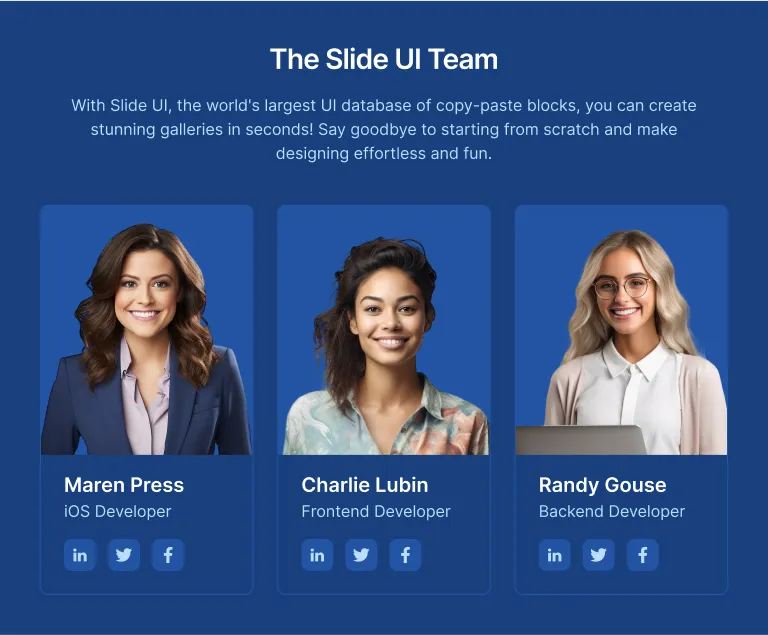 The Slide UI Team
With Slide UI, the world's largest UI database of copy-paste blocks, you can create
stunning galleries in seconds! Say goodbye to starting from scratch and make
designing effortless and fun.
Maren Press
iOS Developer
in
Charlie Lubin
Frontend Developer
in
Randy Gouse
Backend Developer
in